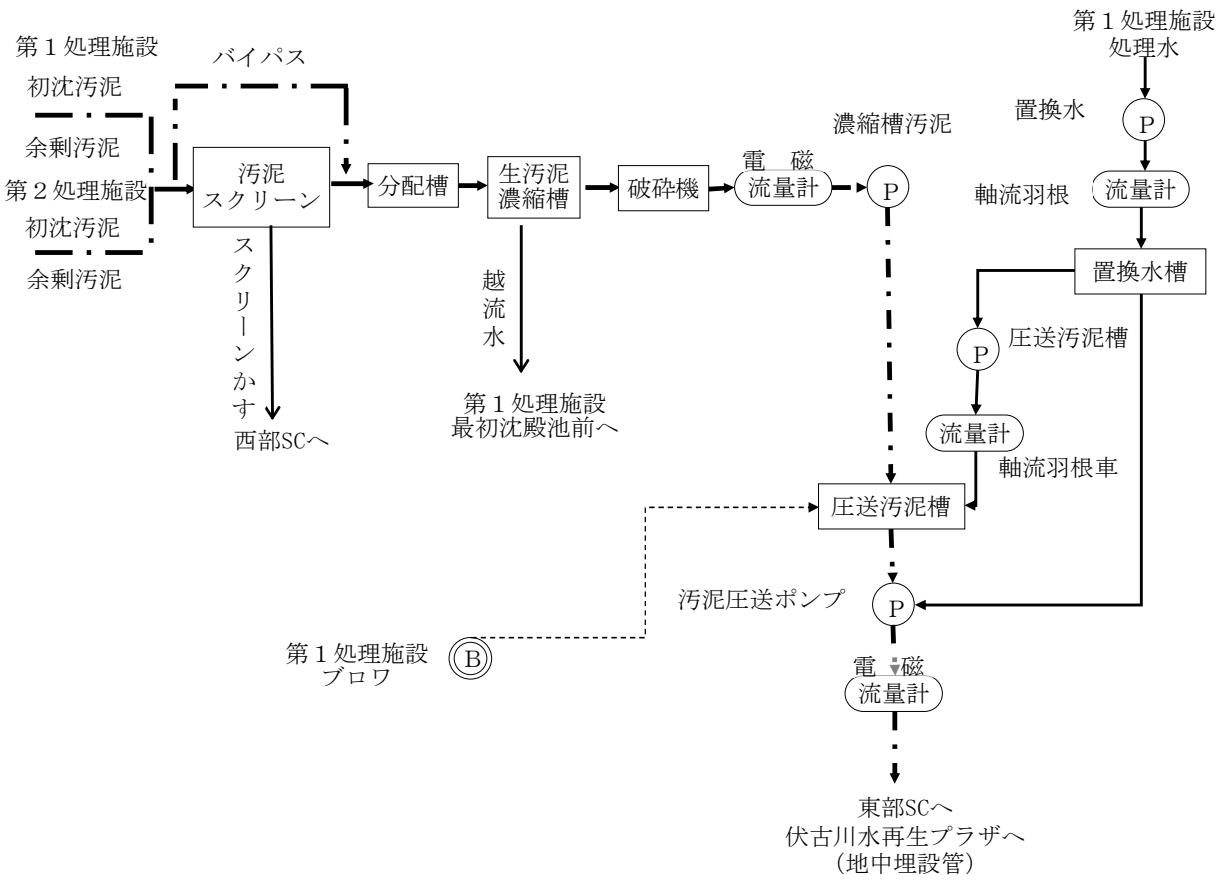 第１処理施設
初沈汚泥
余剰汚泥
第２処理施設
初沈汚泥
余剰汚泥
バイパス
汚泥
スクリーン
スクリーンかす
西部SCへ
分配槽
生汚泥
濃縮槽
越流水
第１処理施設
最初沈殿池前へ
破砕機
電　磁
流量計
濃縮槽汚泥
P
第１処理施設
処理水
置換水
P
軸流羽根
流量計
置換水槽
P
圧送汚泥槽
流量計
軸流羽根車
圧送汚泥槽
汚泥圧送ポンプ
P
第１処理施設
ブロワ
B
電　磁
流量計
東部SCへ
伏古川水再生プラザへ
（地中埋設管）